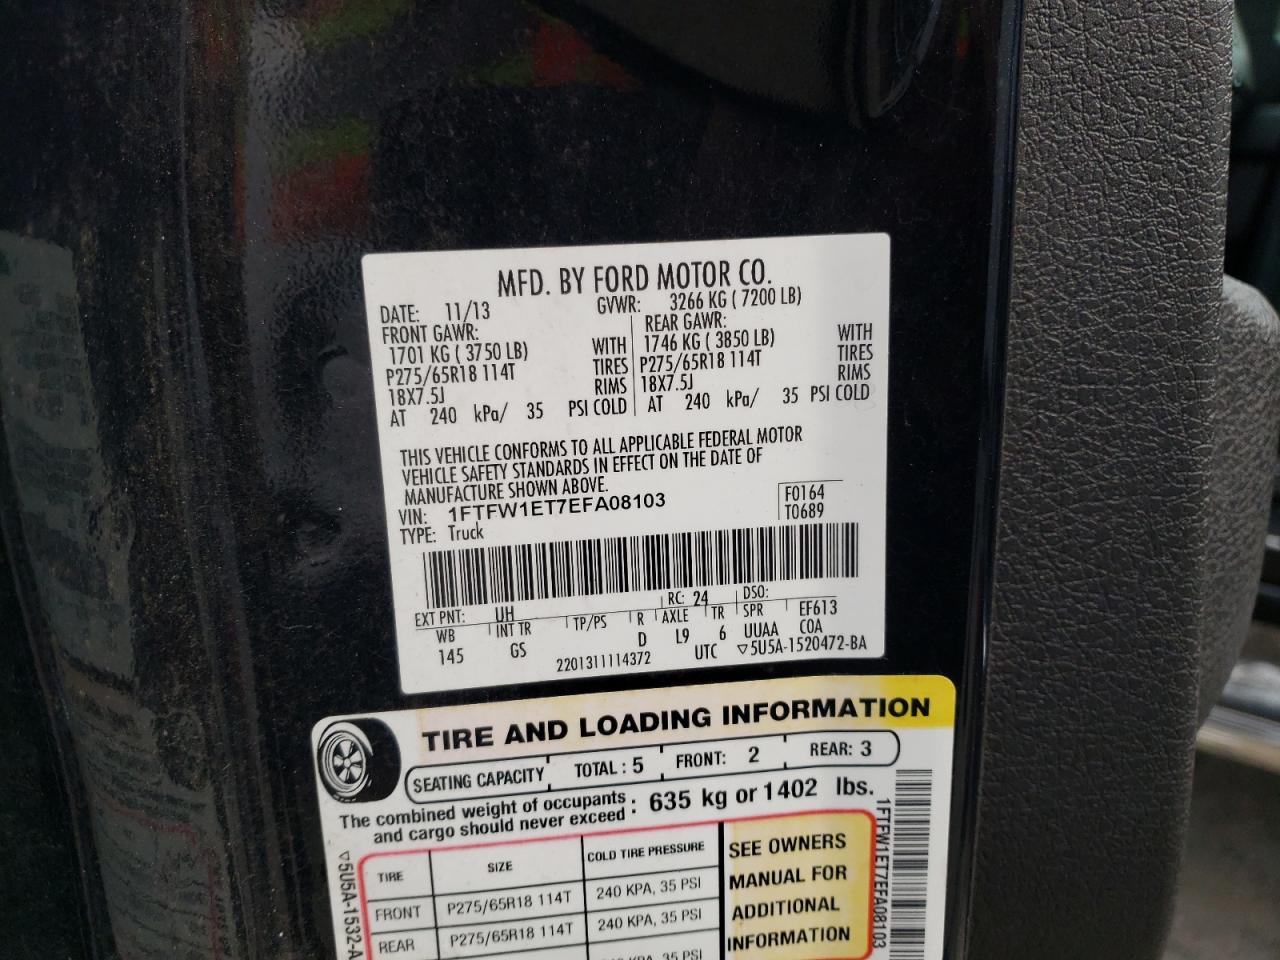 MFD. BY FORD MOTOR CO.
DATE: 11/13 GVWR: 3266 KG ( 7200 LB)
FRONT GAWR: REAR GAWR:
1701 KG ( 3750 LB) WITH 1746 KG ( 3850 LB) WITH
P275/65R18 114T TIRES P275/65R18 114T TIRES
18X7.5J RIMS 18X7.5J RIMS
AT 240 kPa/ 35 PSI COLD AT 240 kPa/ 35 PSI COLD
THIS VEHICLE CONFORMS TO ALL APPLICABLE FEDERAL MOTOR
VEHICLE SAFETY STANDARDS IN EFFECT ON THE DATE OF
MANUFACTURE SHOWN ABOVE.
VIN: 1FTFW1ET7EFA08103 F0164
TYPE: Truck T0689
EXT PNT: UH RC: 24 DSO:
WB INT TR TP/PS R AXLE TR SPR EF613
145 GS D L9 6 UUAA COA
2201311114372 UTC ▽5U5A-1520472-BA
TIRE AND LOADING INFORMATION
SEATING CAPACITY TOTAL : 5 FRONT: 2 REAR: 3
The combined weight of occupants and cargo should never exceed : 635 kg or 1402 lbs.
TIRE SIZE COLD TIRE PRESSURE
FRONT P275/65R18 114T 240 KPA, 35 PSI
REAR P275/65R18 114T 240 KPA, 35 PSI
35 PSI
SEE OWNERS
MANUAL FOR
ADDITIONAL
INFORMATION
1FTFW1ET7EFA08103
▽5U5A-1532-A